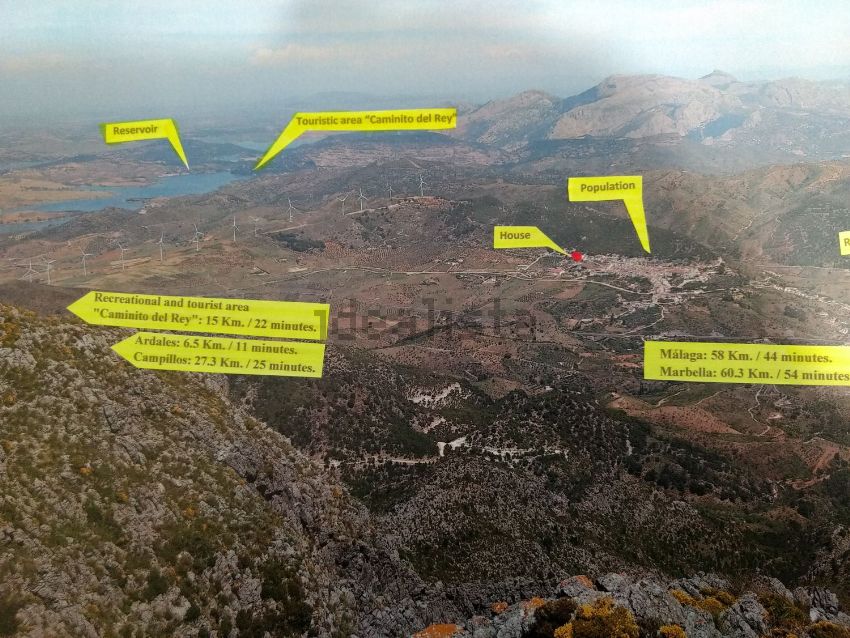 Touristic area "Caminito del Rey"
Reservoir
Population
House
R
Recreational and tourist area
"Caminito del Rey": 15 Km. / 22 minutes.
Ardales: 6.5 Km. / 11 minutes.
Campillos: 27.3 Km. / 25 minutes.
idealista
Málaga: 58 Km. / 44 minutes.
Marbella: 60.3 Km. / 54 minutes